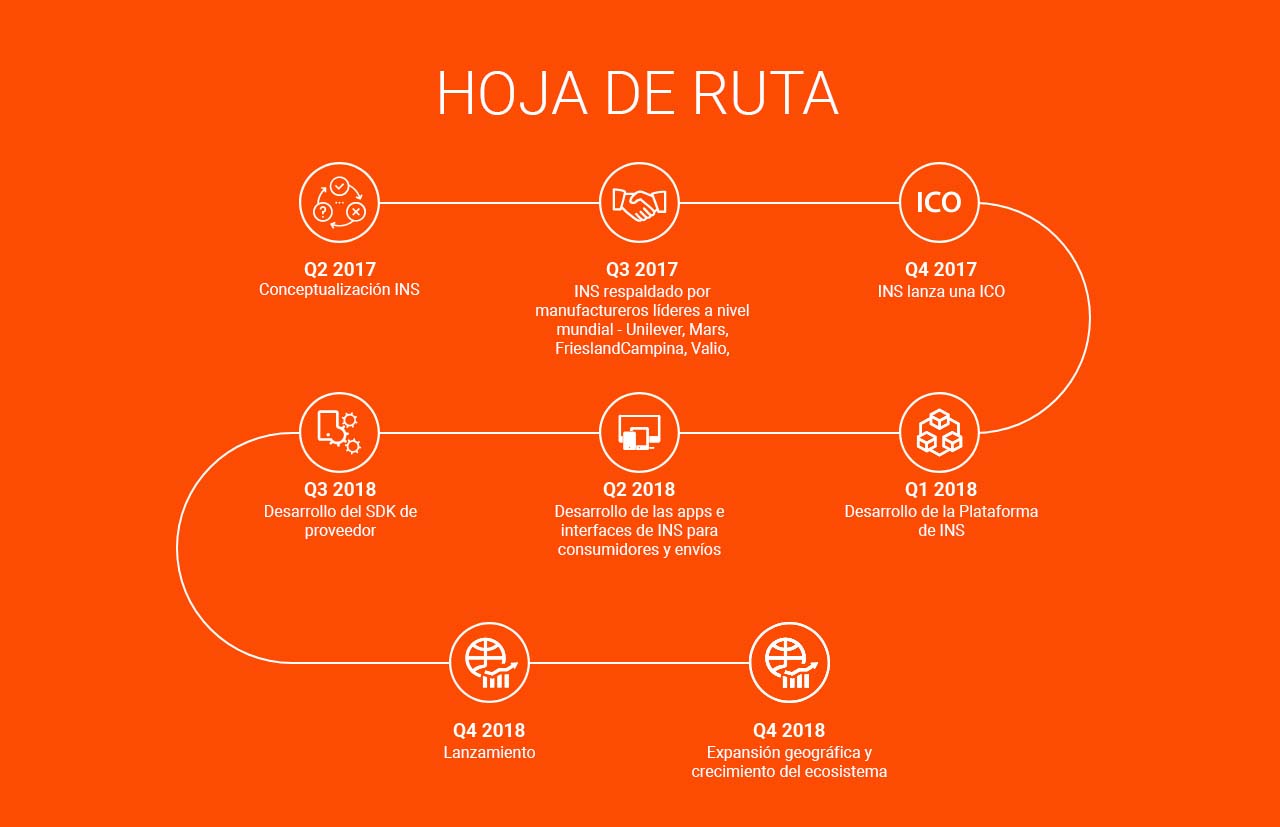 HOJA DE RUTA
ICO
Q2 2017
Conceptualización INS
Q3 2017
INS respaldado por
manufactureros líderes a nivel
mundial - Unilever, Mars,
FrieslandCampina, Valio,
Q4 2017
INS lanza una ICO
Q1 2018
Desarrollo de la Plataforma
de INS
Q2 2018
Desarrollo de las apps e
interfaces de INS para
consumidores y envíos
Q3 2018
Desarrollo del SDK de
proveedor
Q4 2018
Lanzamiento
Q4 2018
Expansión geográfica y
crecimiento del ecosistema